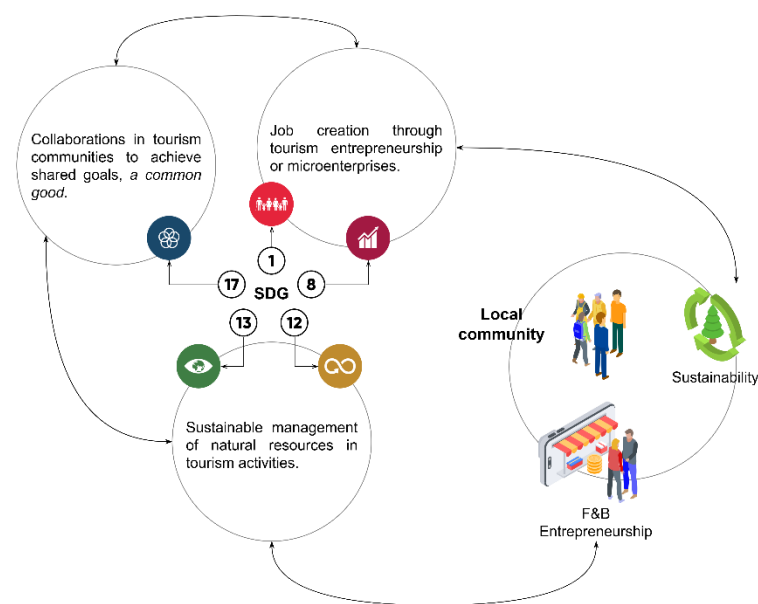 Collaborations in tourism
communities to achieve
shared goals, a common
good.
Job creation through
tourism entrepreneurship
or microenterprises.
1
17
SDG
8
13
12
Sustainable management
of natural resources in
tourism activities.
Local
community
Sustainability
F&B
Entrepreneurship